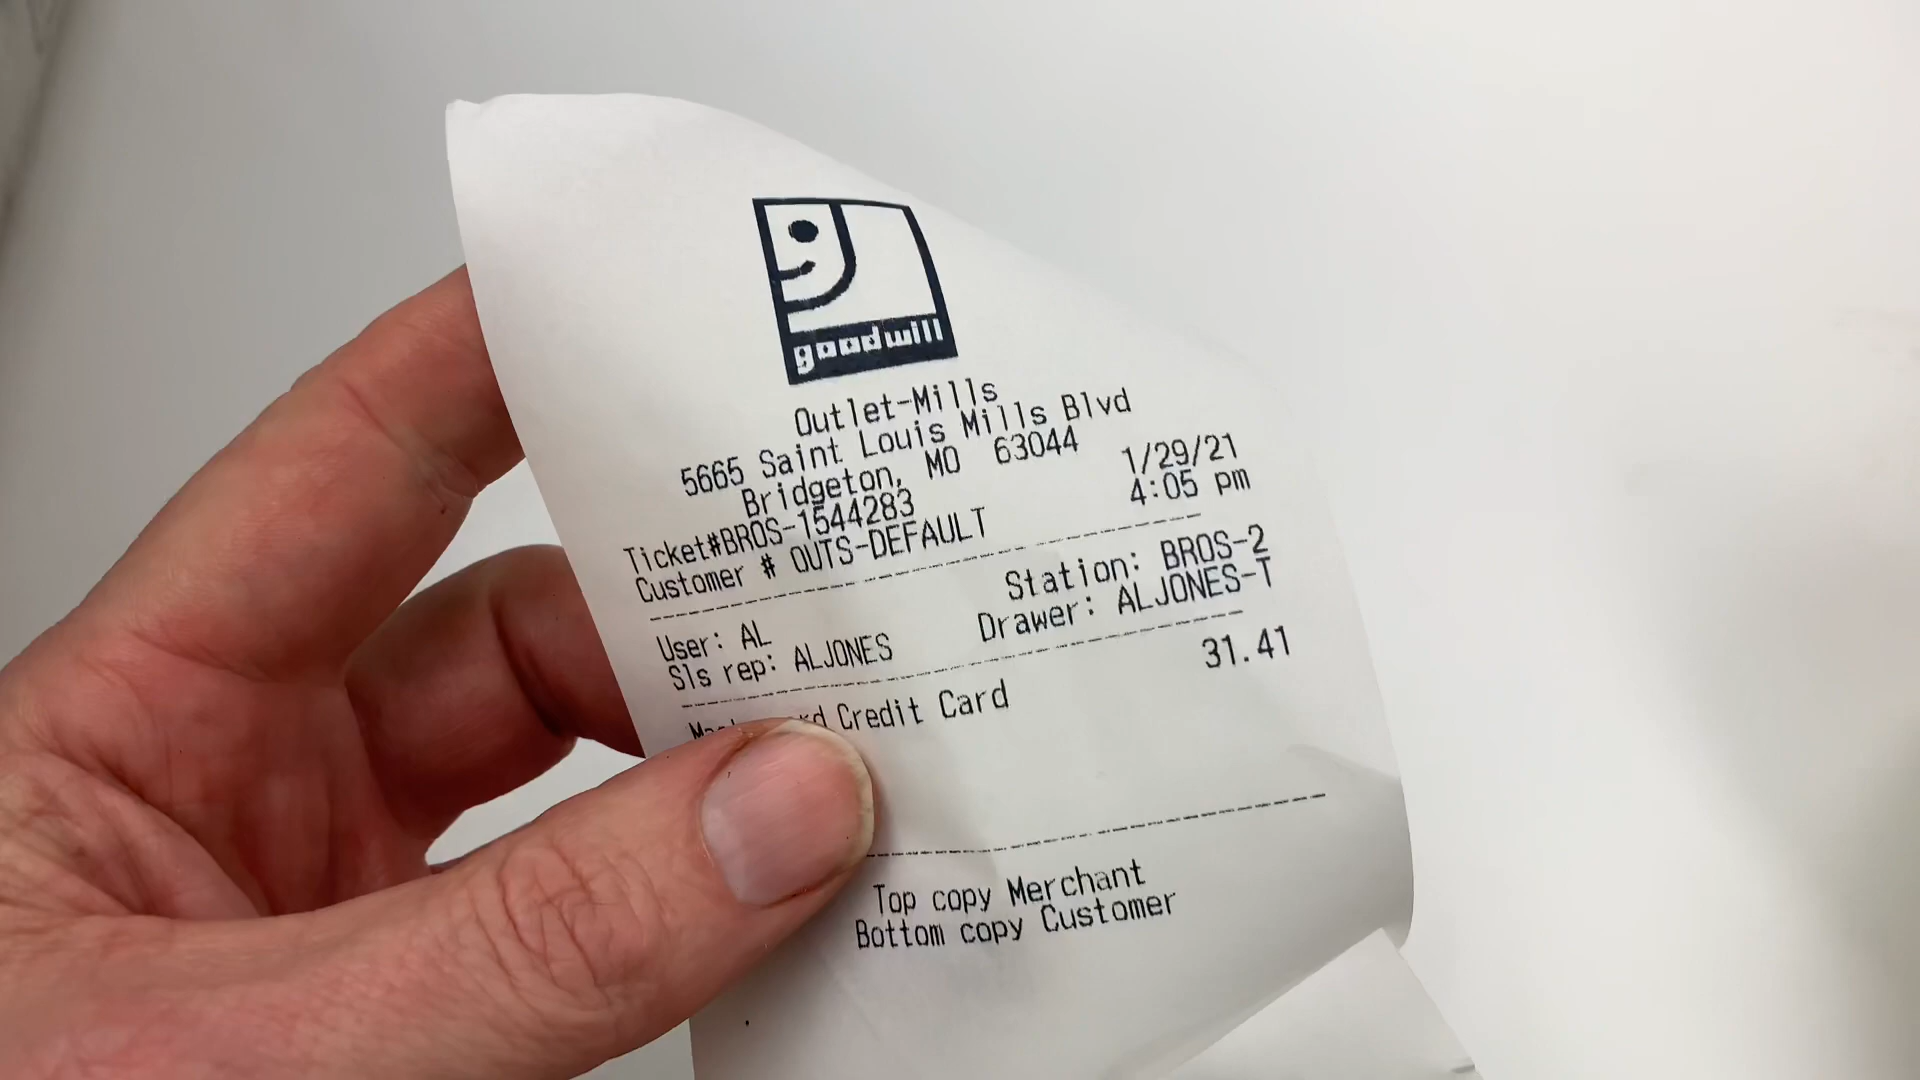 goodwill
Outlet-Mills
5665 Saint Louis Mills Blvd
Bridgeton, MO 63044
Ticket#BROS-1544283 1/29/21
Customer # OUTS-DEFAULT 4:05 pm
User: AL Station: BROS-2
Sls rep: ALJONES Drawer: ALJONES-T
Credit Card 31.41
Top copy Merchant
Bottom copy Customer